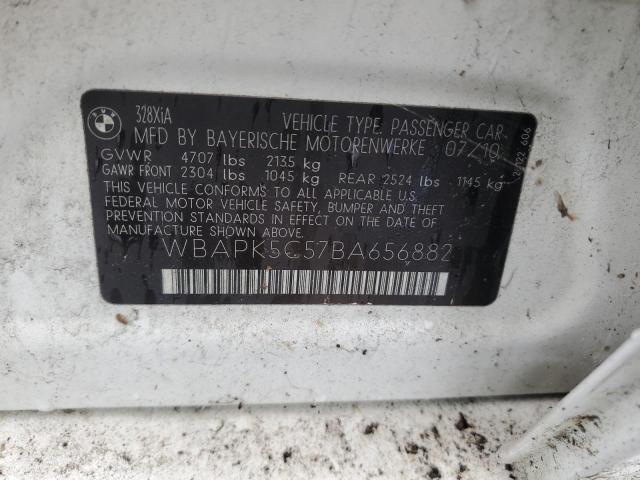 BMW
328XiA
VEHICLE TYPE: PASSENGER CAR
MFD BY BAYERISCHE MOTORENWERKE 07/10
GVWR 4707 lbs 2135 kg
GAWR FRONT 2304 lbs 1045 kg REAR 2524 lbs 1145 kg
THIS VEHICLE CONFORMS TO ALL APPLICABLE U.S.
FEDERAL MOTOR VEHICLE SAFETY, BUMPER AND THEFT
PREVENTION STANDARDS IN EFFECT ON THE DATE OF
MANUFACTURE SHOWN ABOVE.
WBAPK5C57BA656882